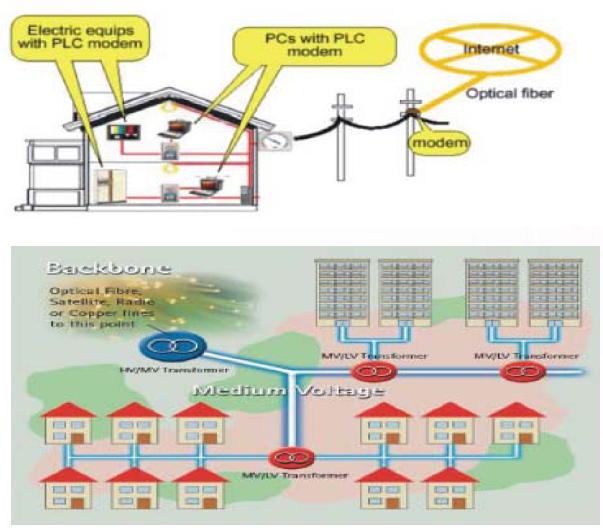 Electric equips
with PLC modem
PCs with PLC
modem
Internet
Optical fiber
modem
Backbone
Optical Fibre,
Satellite, Radio
or Copper lines
to this point
HV/MV Transformer
MV/LV Transformer
MV/LV Transformer
Medium Voltage
MV/LV Transformer